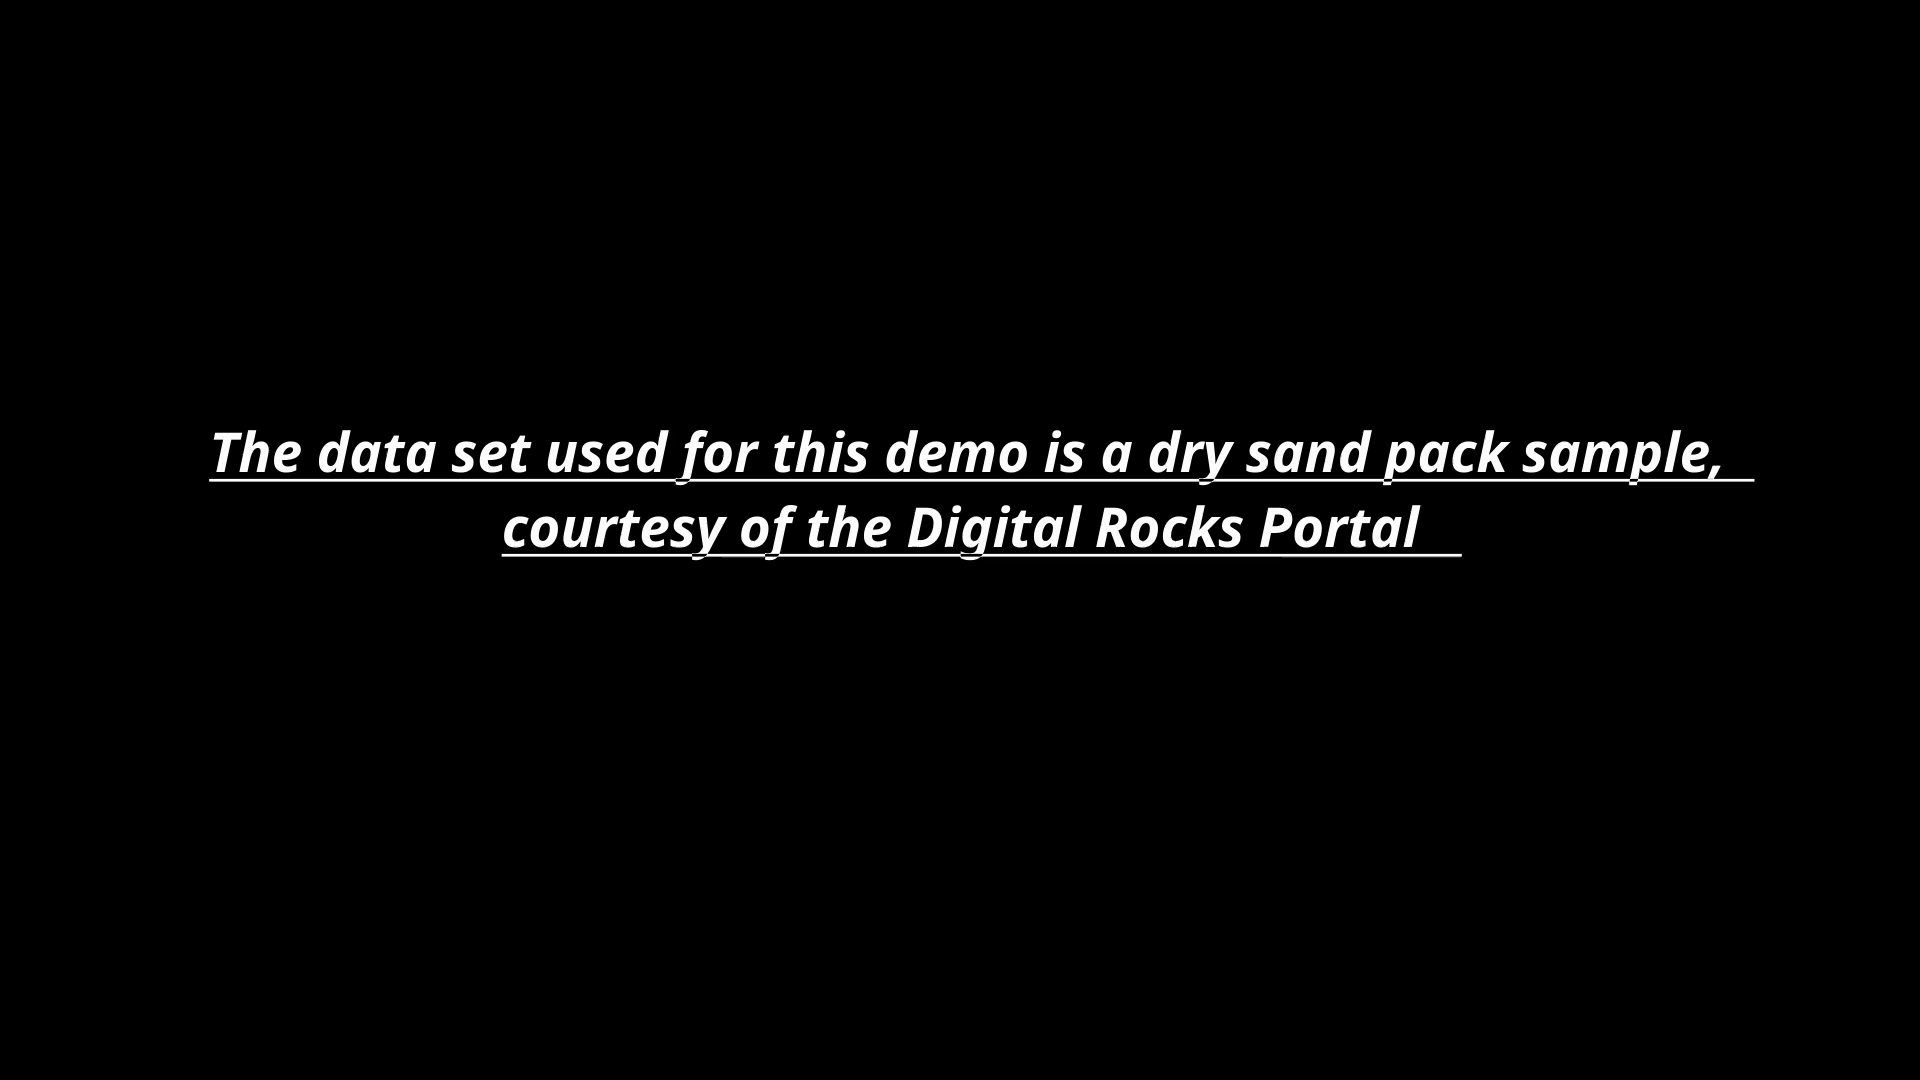 The data set used for this demo is a dry sand pack sample,
courtesy of the Digital Rocks Portal